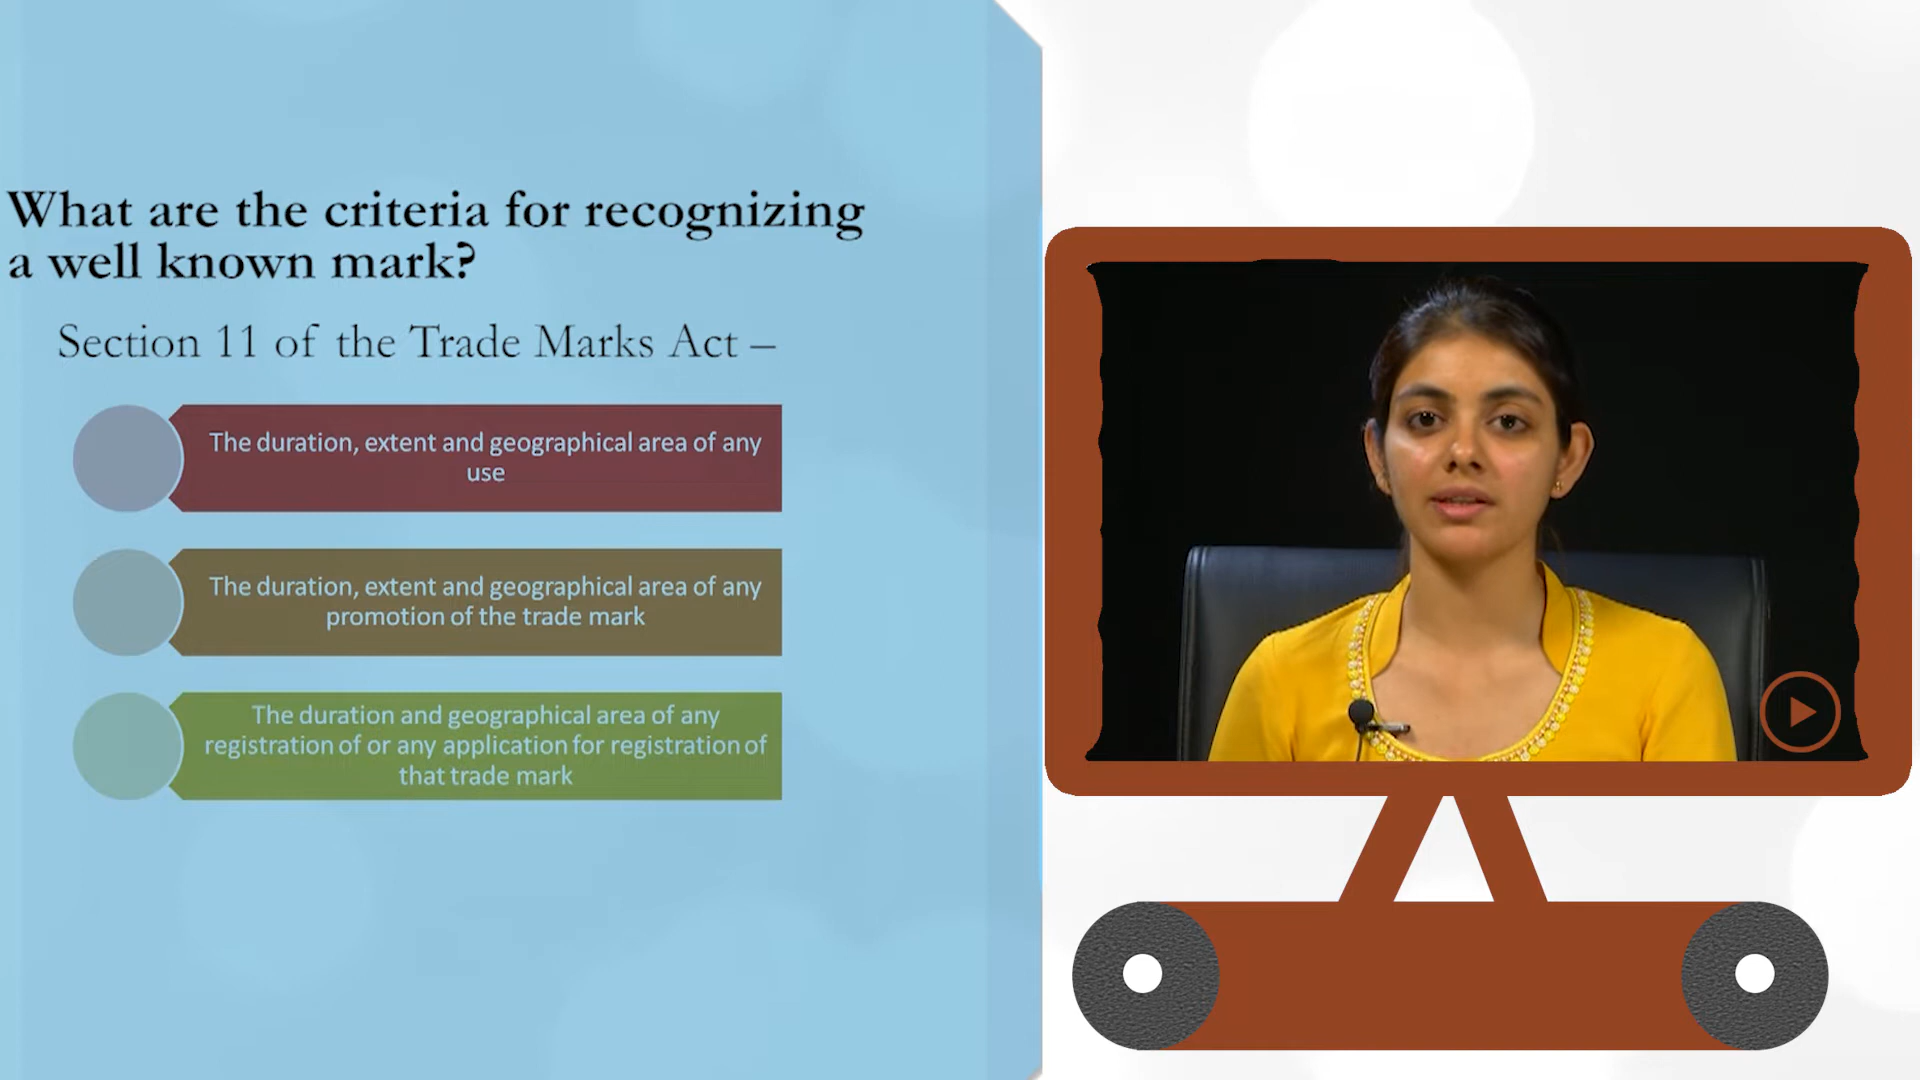 What are the criteria for recognizing
a well known mark?
Section 11 of the Trade Marks Act –
The duration, extent and geographical area of any
use
The duration, extent and geographical area of any
promotion of the trade mark
The duration and geographical area of any
registration of or any application for registration of
that trade mark